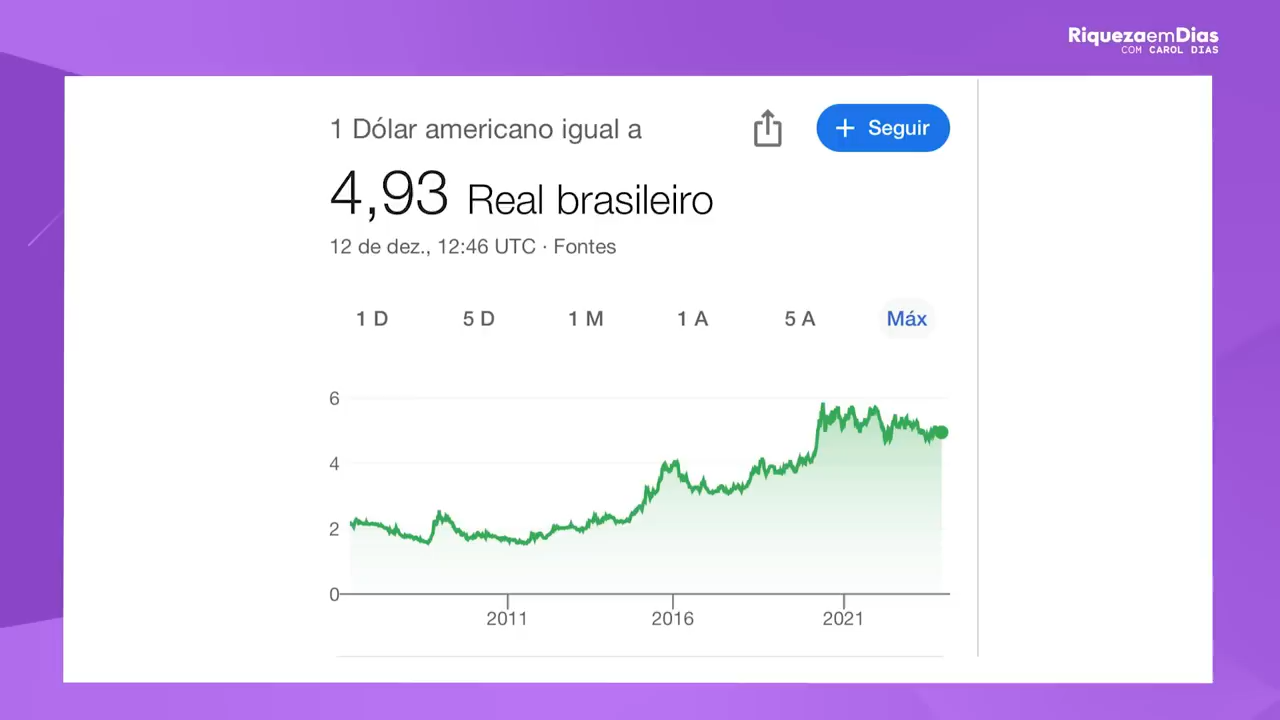 RiquezaemDias
COM CAROL DIAS
1 Dólar americano igual a
+ Seguir
4,93 Real brasileiro
12 de dez., 12:46 UTC · Fontes
1 D 5 D 1 M 1 A 5 A Máx
6
4
2
0
2011 2016 2021